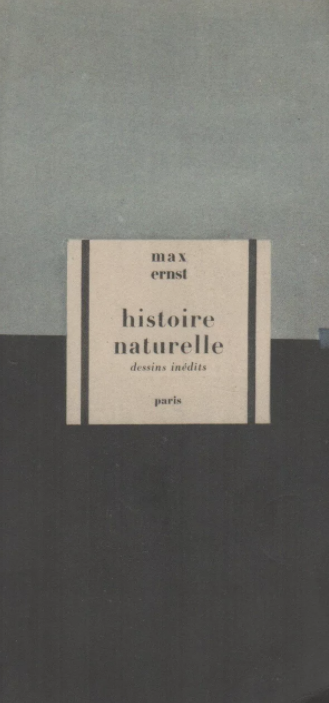 max
ernst
histoire
naturelle
dessins inédits
paris